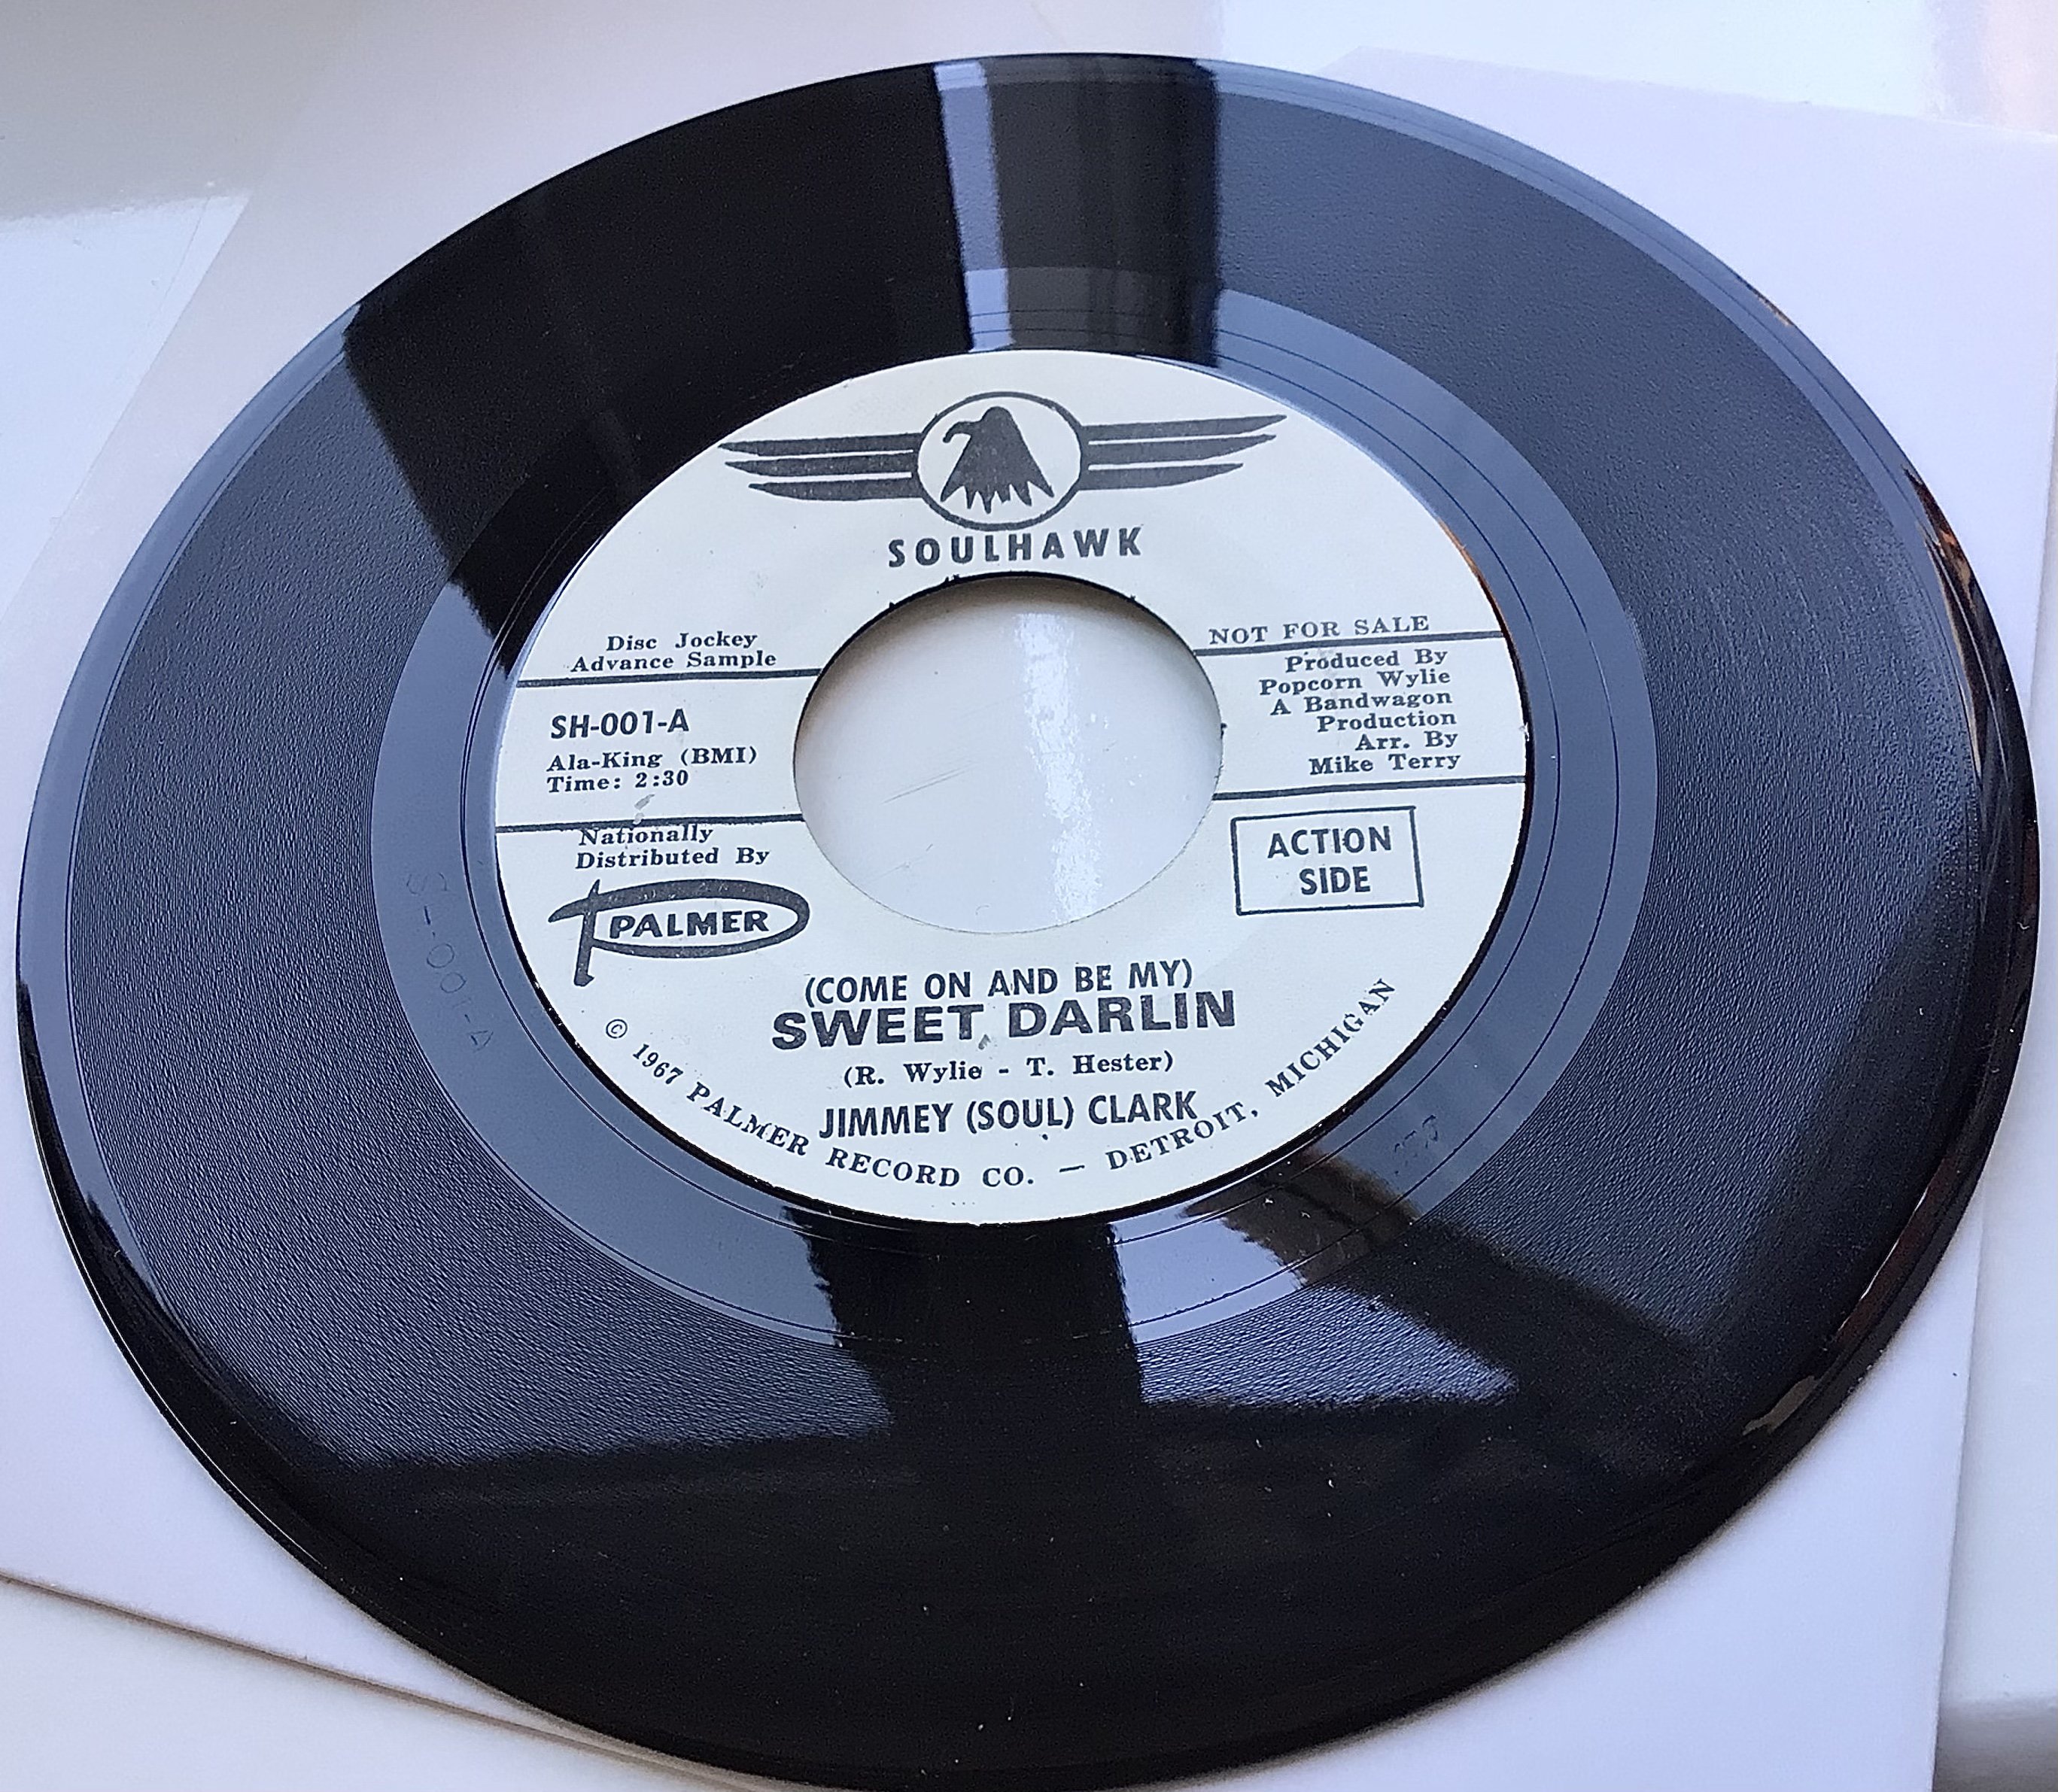 SOULHAWK
Disc Jockey
Advance Sample
SH-001-A
Ala-King (BMI)
Time: 2:30
Nationally
Distributed By
PALMER
NOT FOR SALE
Produced By
Popcorn Wylie
A Bandwagon
Production
Arr. By
Mike Terry
ACTION
SIDE
(COME ON AND BE MY)
SWEET DARLIN
(R. Wylie - T. Hester)
JIMMEY (SOUL) CLARK
© 1967 PALMER RECORD CO. — DETROIT, MICHIGAN